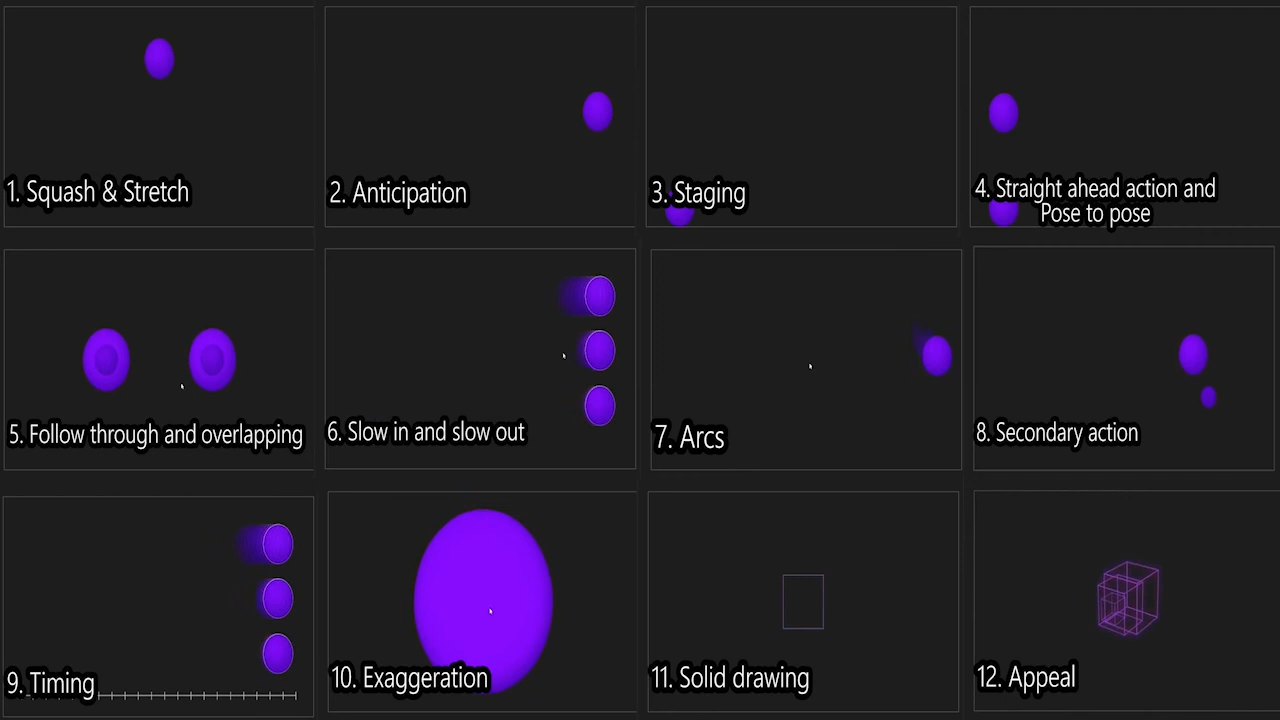 1. Squash & Stretch
2. Anticipation
3. Staging
4. Straight ahead action and
Pose to pose
5. Follow through and overlapping
6. Slow in and slow out
7. Arcs
8. Secondary action
9. Timing
10. Exaggeration
11. Solid drawing
12. Appeal